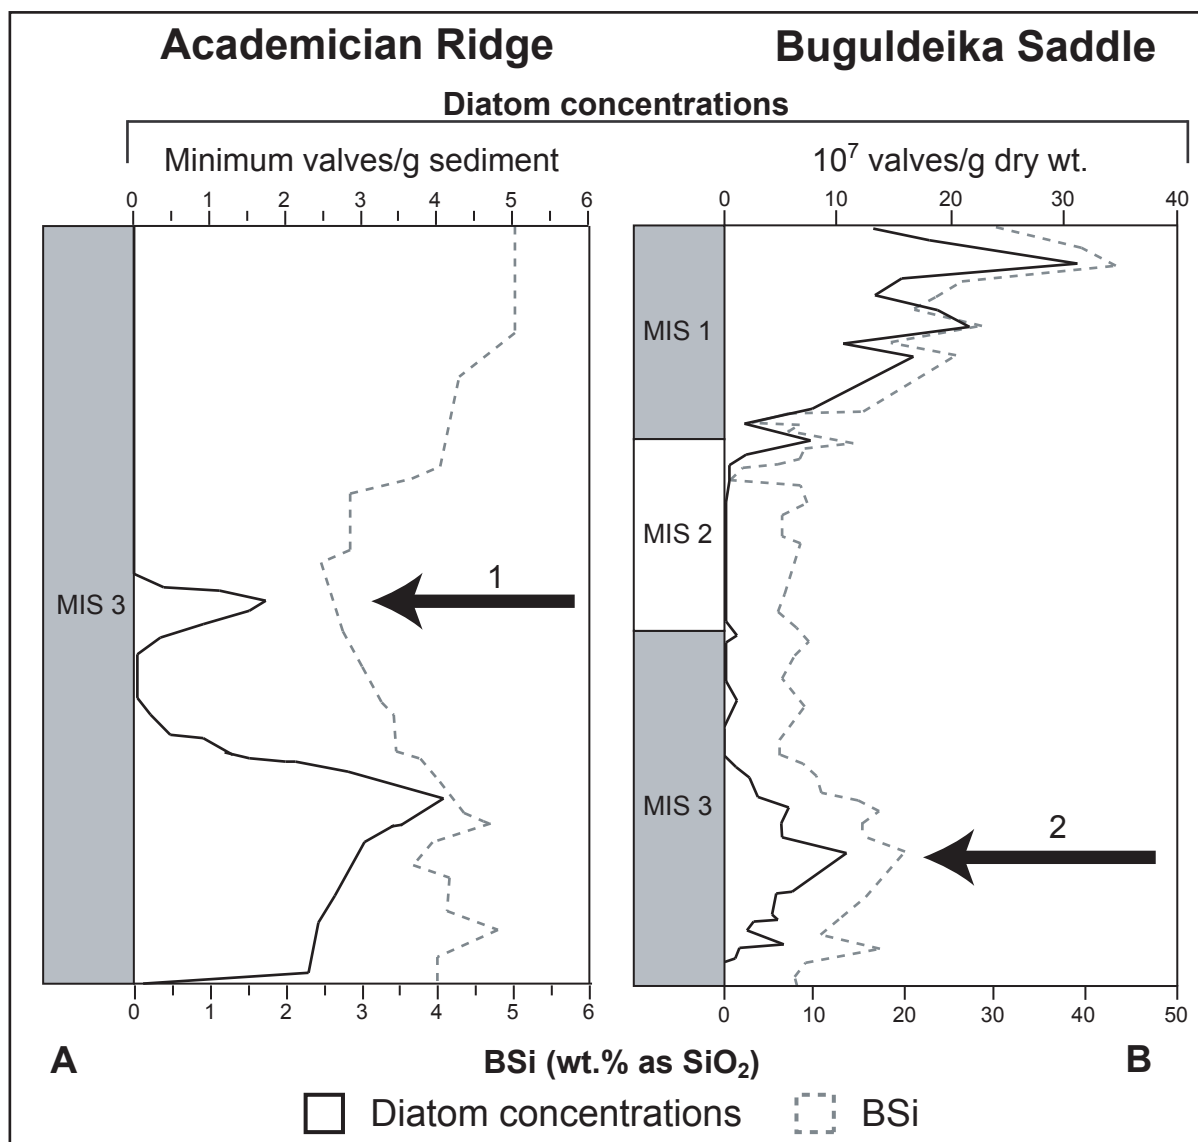 Academician Ridge
Buguldeika Saddle
Diatom concentrations
Minimum valves/g sediment
10⁷ valves/g dry wt.
0 1 2 3 4 5 6
0 10 20 30 40
MIS 3
1
MIS 1
MIS 2
MIS 3
2
0 1 2 3 4 5 6
0 10 20 30 40 50
A
BSi (wt.% as SiO₂)
B
Diatom concentrations
BSi